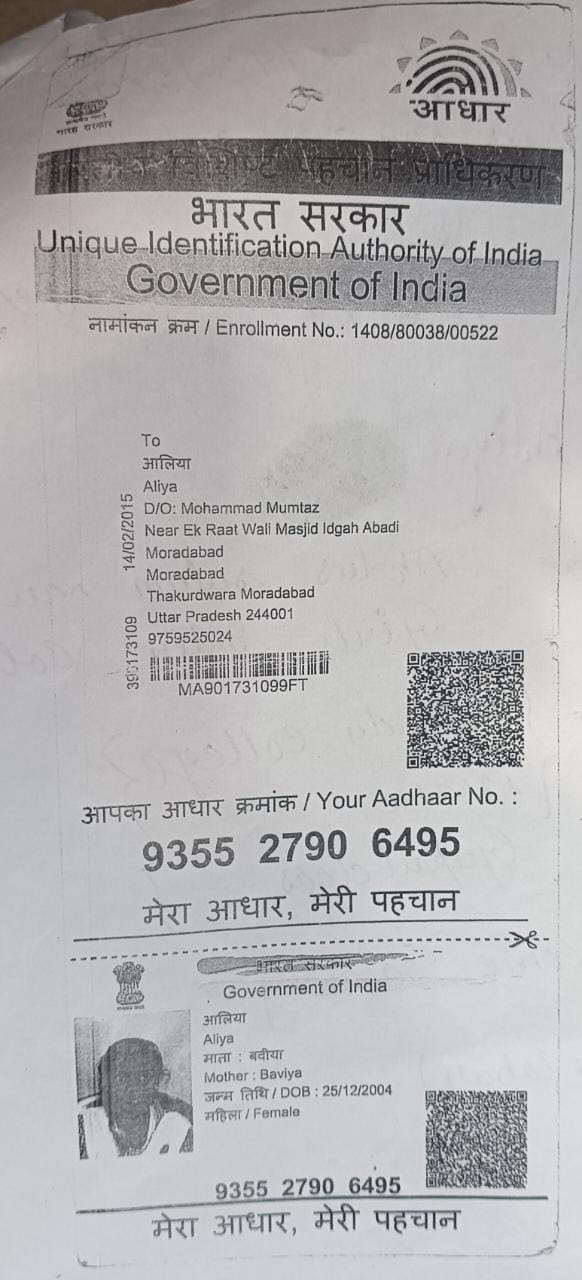 आधार
भारत सरकार
विशिष्ट पहचान प्राधिकरण
भारत सरकार
Unique Identification Authority of India
Government of India
नामांकन क्रम / Enrollment No.: 1408/80038/00522
To
आलिया
Aliya
D/O: Mohammad Mumtaz
Near Ek Raat Wali Masjid Idgah Abadi
Moradabad
Moradabad
Thakurdwara Moradabad
Uttar Pradesh 244001
9759525024
14/02/2015
MA901731099FT
आपका आधार क्रमांक / Your Aadhaar No. :
9355 2790 6495
मेरा आधार, मेरी पहचान
भारत सरकार
Government of India
आलिया
Aliya
माता : बवीया
Mother : Baviya
जन्म तिथि / DOB : 25/12/2004
महिला / Female
9355 2790 6495
मेरा आधार, मेरी पहचान